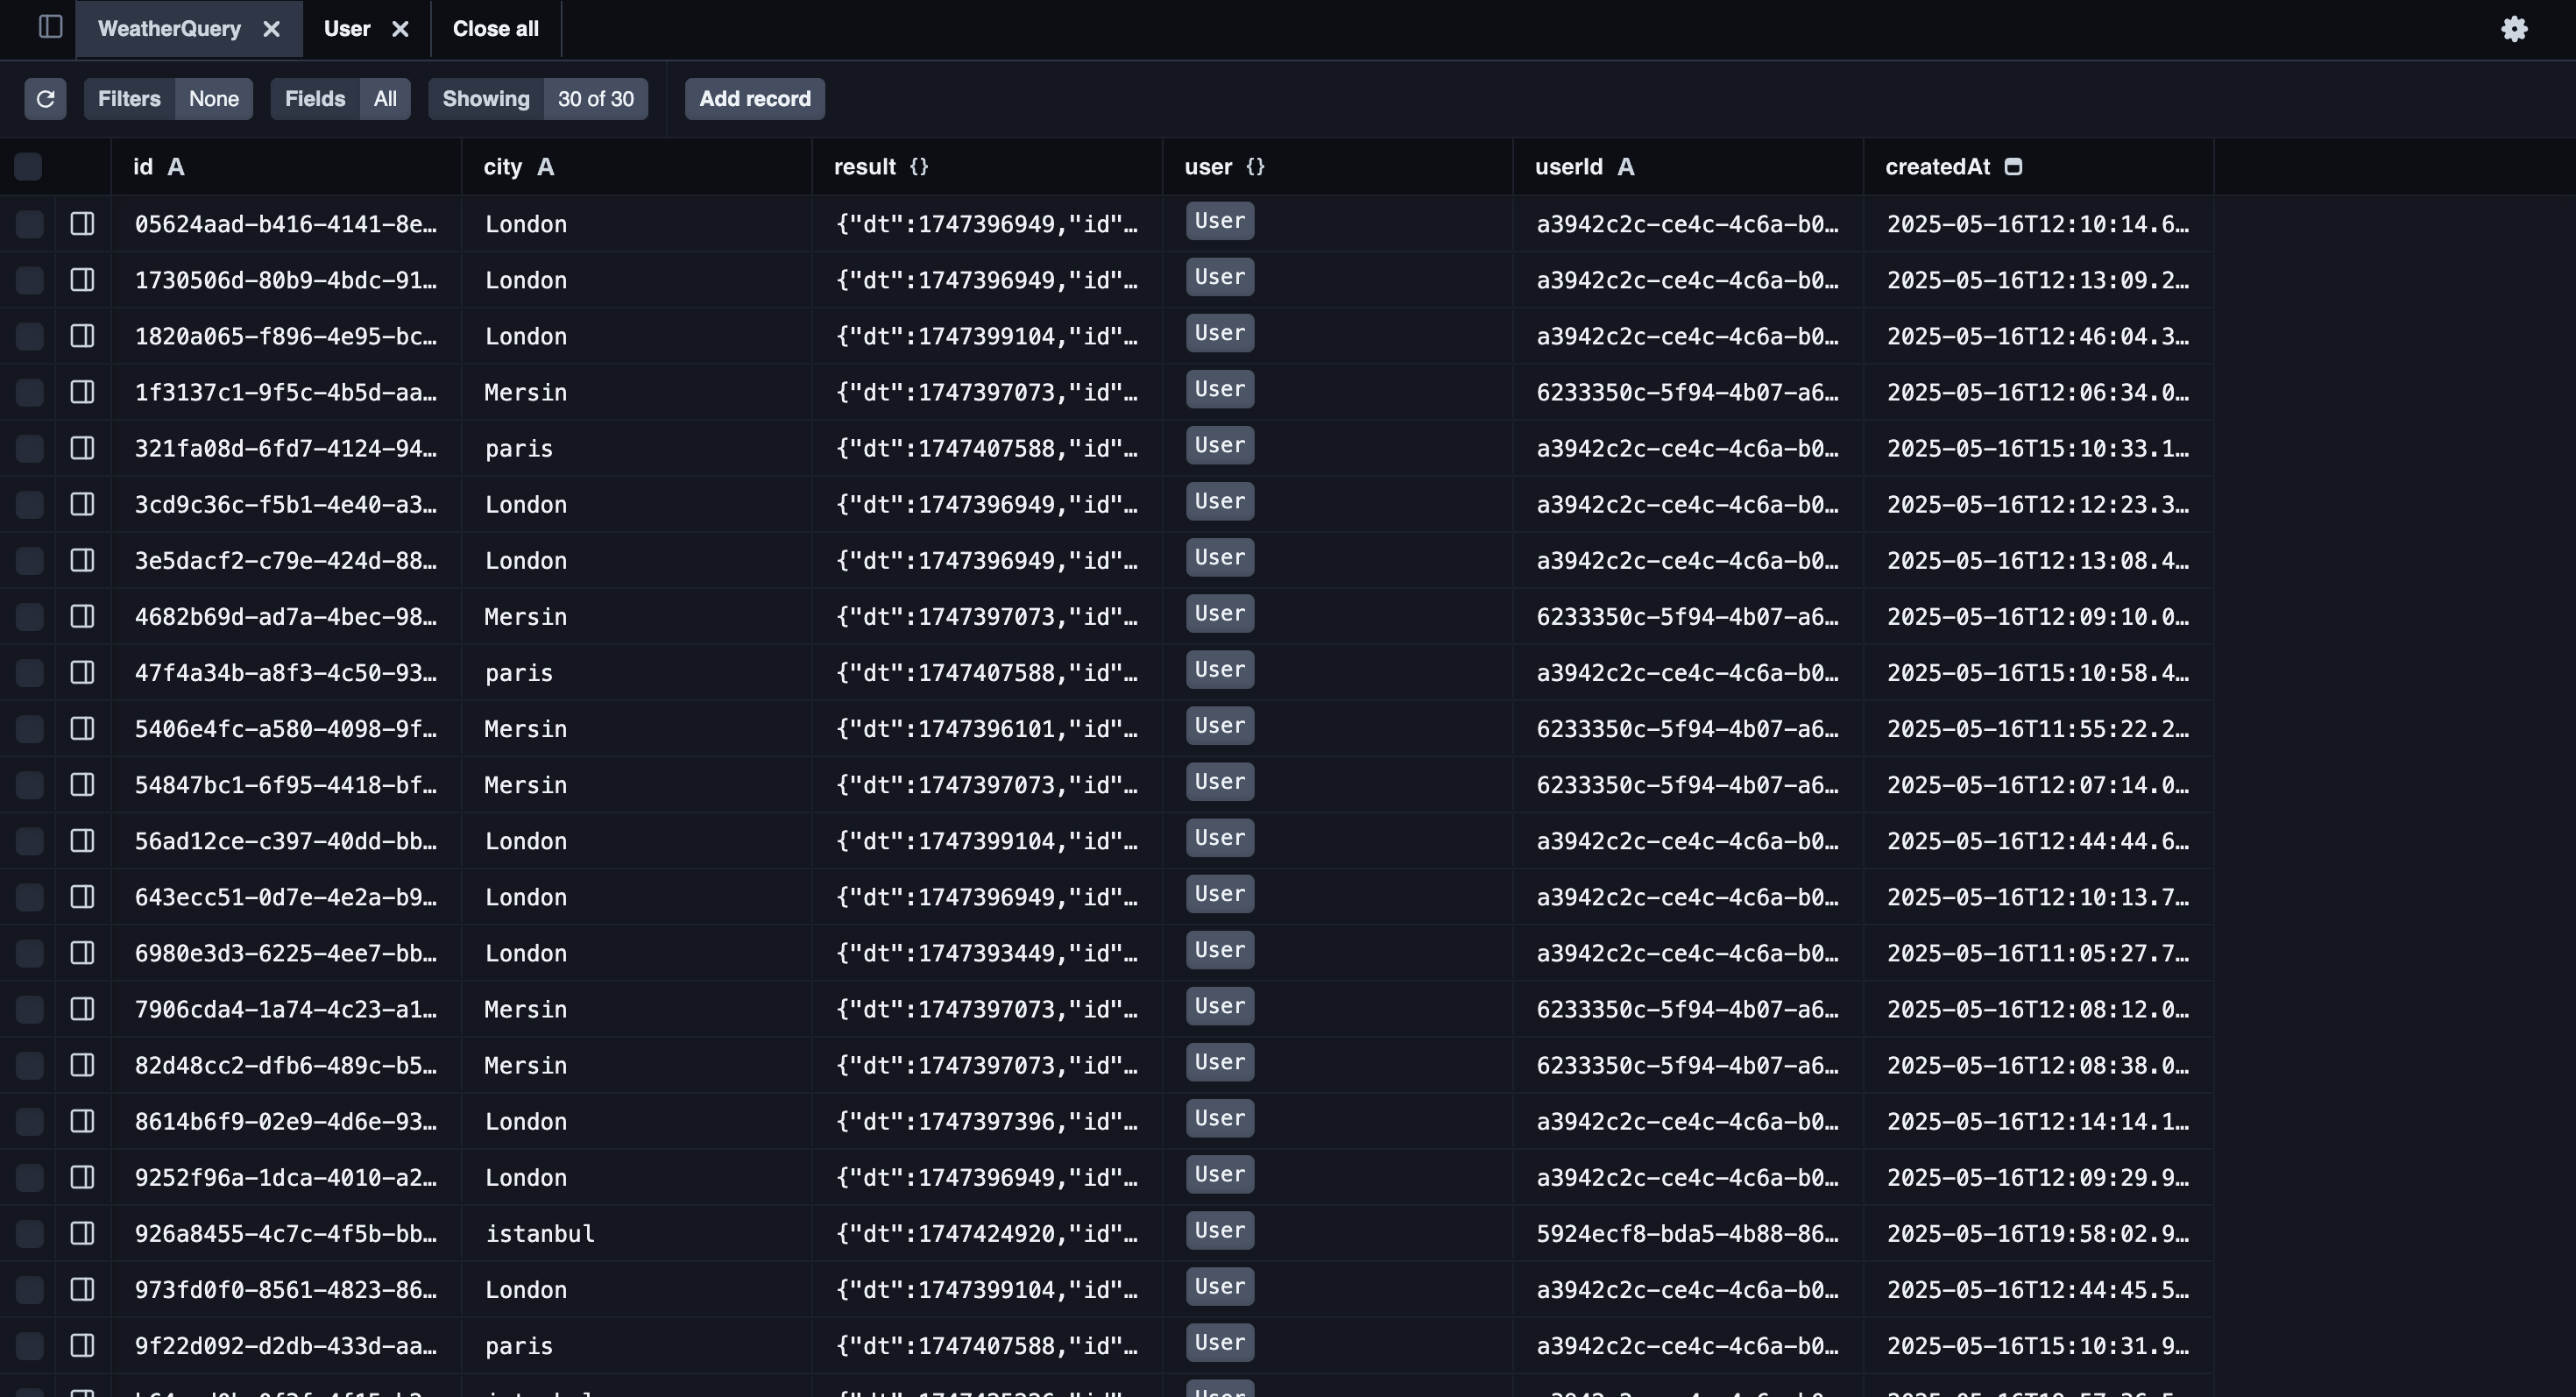 WeatherQuery User Close all
Filters None Fields All Showing 30 of 30 Add record
id A city A result {} user {} userId A createdAt
05624aad-b416-4141-8e… London {"dt":1747396949,"id"… User a3942c2c-ce4c-4c6a-b0… 2025-05-16T12:10:14.6…
1730506d-80b9-4bdc-91… London {"dt":1747396949,"id"… User a3942c2c-ce4c-4c6a-b0… 2025-05-16T12:13:09.2…
1820a065-f896-4e95-bc… London {"dt":1747399104,"id"… User a3942c2c-ce4c-4c6a-b0… 2025-05-16T12:46:04.3…
1f3137c1-9f5c-4b5d-aa… Mersin {"dt":1747397073,"id"… User 6233350c-5f94-4b07-a6… 2025-05-16T12:06:34.0…
321fa08d-6fd7-4124-94… paris {"dt":1747407588,"id"… User a3942c2c-ce4c-4c6a-b0… 2025-05-16T15:10:33.1…
3cd9c36c-f5b1-4e40-a3… London {"dt":1747396949,"id"… User a3942c2c-ce4c-4c6a-b0… 2025-05-16T12:12:23.3…
3e5dacf2-c79e-424d-88… London {"dt":1747396949,"id"… User a3942c2c-ce4c-4c6a-b0… 2025-05-16T12:13:08.4…
4682b69d-ad7a-4bec-98… Mersin {"dt":1747397073,"id"… User 6233350c-5f94-4b07-a6… 2025-05-16T12:09:10.0…
47f4a34b-a8f3-4c50-93… paris {"dt":1747407588,"id"… User a3942c2c-ce4c-4c6a-b0… 2025-05-16T15:10:58.4…
5406e4fc-a580-4098-9f… Mersin {"dt":1747396101,"id"… User 6233350c-5f94-4b07-a6… 2025-05-16T11:55:22.2…
54847bc1-6f95-4418-bf… Mersin {"dt":1747397073,"id"… User 6233350c-5f94-4b07-a6… 2025-05-16T12:07:14.0…
56ad12ce-c397-40dd-bb… London {"dt":1747399104,"id"… User a3942c2c-ce4c-4c6a-b0… 2025-05-16T12:44:44.6…
643ecc51-0d7e-4e2a-b9… London {"dt":1747396949,"id"… User a3942c2c-ce4c-4c6a-b0… 2025-05-16T12:10:13.7…
6980e3d3-6225-4ee7-bb… London {"dt":1747393449,"id"… User a3942c2c-ce4c-4c6a-b0… 2025-05-16T11:05:27.7…
7906cda4-1a74-4c23-a1… Mersin {"dt":1747397073,"id"… User 6233350c-5f94-4b07-a6… 2025-05-16T12:08:12.0…
82d48cc2-dfb6-489c-b5… Mersin {"dt":1747397073,"id"… User 6233350c-5f94-4b07-a6… 2025-05-16T12:08:38.0…
8614b6f9-02e9-4d6e-93… London {"dt":1747397396,"id"… User a3942c2c-ce4c-4c6a-b0… 2025-05-16T12:14:14.1…
9252f96a-1dca-4010-a2… London {"dt":1747396949,"id"… User a3942c2c-ce4c-4c6a-b0… 2025-05-16T12:09:29.9…
926a8455-4c7c-4f5b-bb… istanbul {"dt":1747424920,"id"… User 5924ecf8-bda5-4b88-86… 2025-05-16T19:58:02.9…
973fd0f0-8561-4823-86… London {"dt":1747399104,"id"… User a3942c2c-ce4c-4c6a-b0… 2025-05-16T12:44:45.5…
9f22d092-d2db-433d-aa… paris {"dt":1747407588,"id"… User a3942c2c-ce4c-4c6a-b0… 2025-05-16T15:10:31.9…